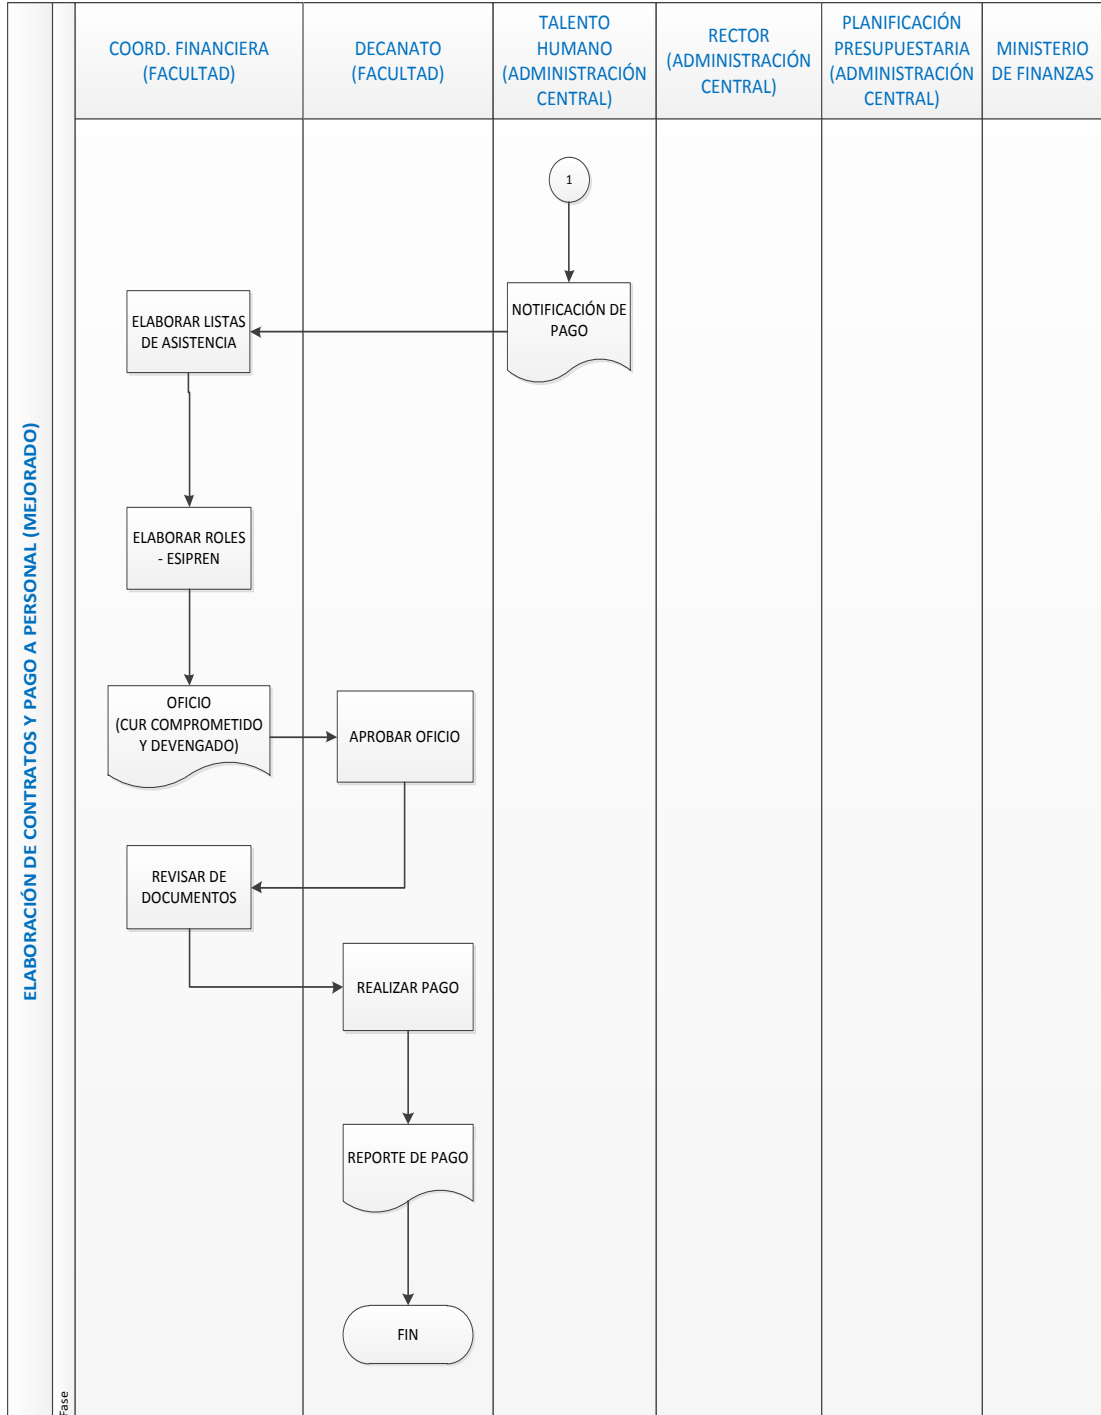 ELABORACIÓN DE CONTRATOS Y PAGO A PERSONAL (MEJORADO)
Fase
COORD. FINANCIERA
(FACULTAD)
DECANATO
(FACULTAD)
TALENTO
HUMANO
(ADMINISTRACIÓN
CENTRAL)
RECTOR
(ADMINISTRACIÓN
CENTRAL)
PLANIFICACIÓN
PRESUPUESTARIA
(ADMINISTRACIÓN
CENTRAL)
MINISTERIO
DE FINANZAS
1
NOTIFICACIÓN DE
PAGO
ELABORAR LISTAS
DE ASISTENCIA
ELABORAR ROLES
- ESIPREN
OFICIO
(CUR COMPROMETIDO
Y DEVENGADO)
APROBAR OFICIO
REVISAR DE
DOCUMENTOS
REALIZAR PAGO
REPORTE DE PAGO
FIN